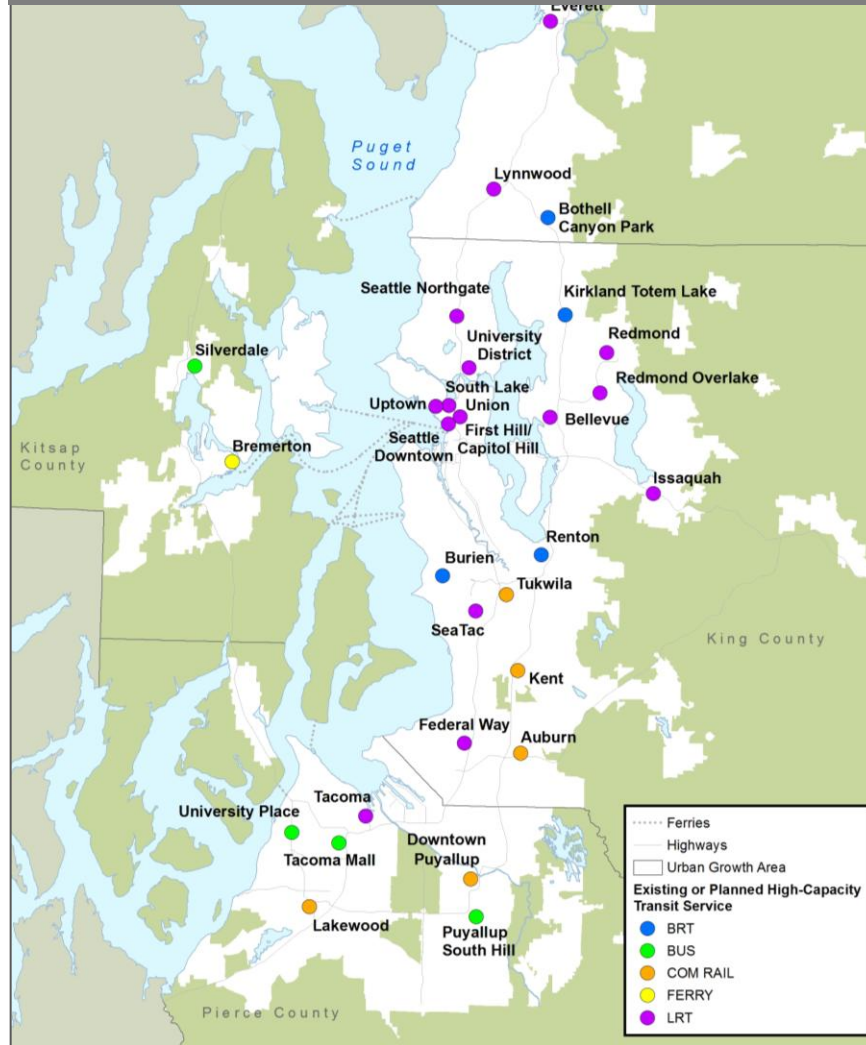 Everett
Puget
Sound
Lynnwood
Bothell
Canyon Park
Seattle Northgate
Kirkland Totem Lake
University
District
Redmond
Silverdale
Redmond Overlake
South Lake
Union
Uptown
Bellevue
First Hill/
Capitol Hill
Seattle
Downtown
Kitsap
County
Bremerton
Issaquah
Renton
Burien
Tukwila
SeaTac
King County
Kent
Federal Way
Auburn
Tacoma
University Place
Tacoma Mall
Downtown
Puyallup
Lakewood
Puyallup
South Hill
Pierce County
Ferries
Highways
Urban Growth Area
Existing or Planned High-Capacity
Transit Service
BRT
BUS
COM RAIL
FERRY
LRT